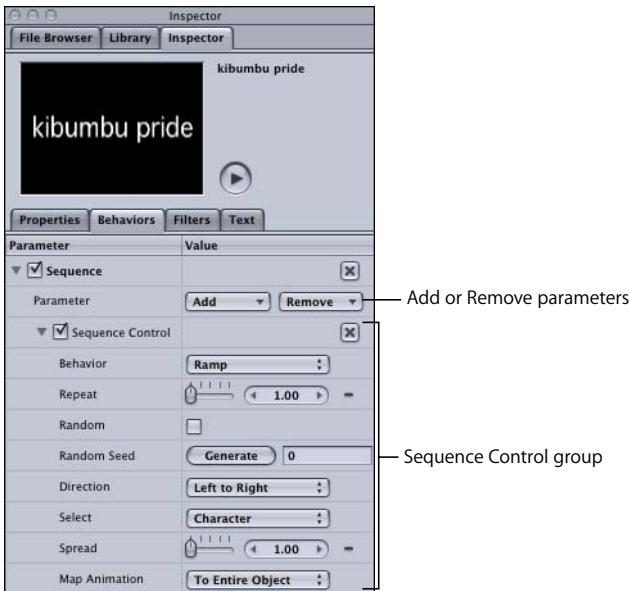 Inspector
File Browser Library Inspector
kibumbu pride
kibumbu pride
Properties Behaviors Filters Text
Parameter Value
Sequence
Parameter Add Remove
Add or Remove parameters
Sequence Control
Behavior Ramp
Repeat 1.00
Random
Random Seed Generate 0
Sequence Control group
Direction Left to Right
Select Character
Spread 1.00
Map Animation To Entire Object